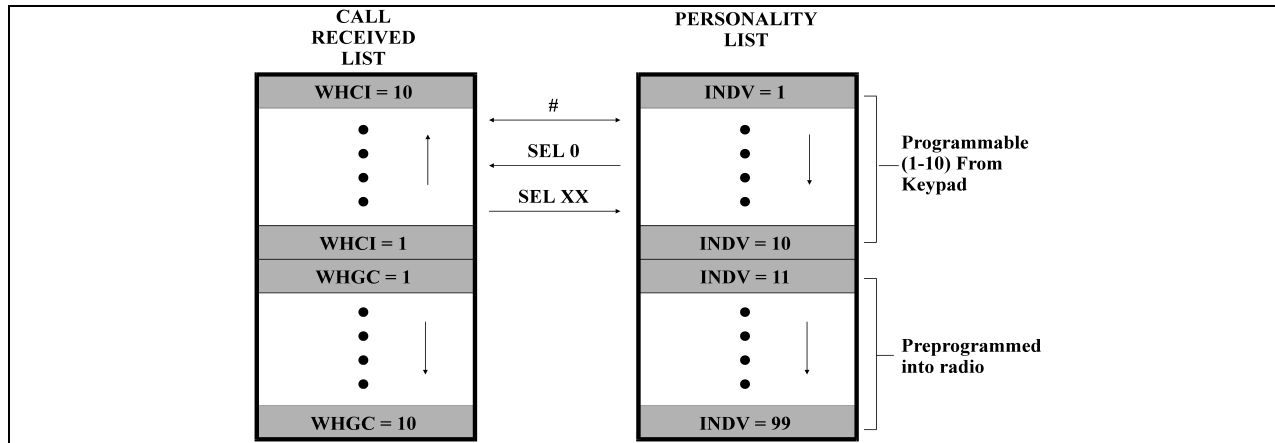 CALL
RECEIVED
LIST
WHCI = 10
WHCI = 1
WHGC = 1
WHGC = 10
#
SEL 0
SEL XX
PERSONALITY
LIST
INDV = 1
INDV = 10
INDV = 11
INDV = 99
Programmable
(1-10) From
Keypad
Preprogrammed
into radio